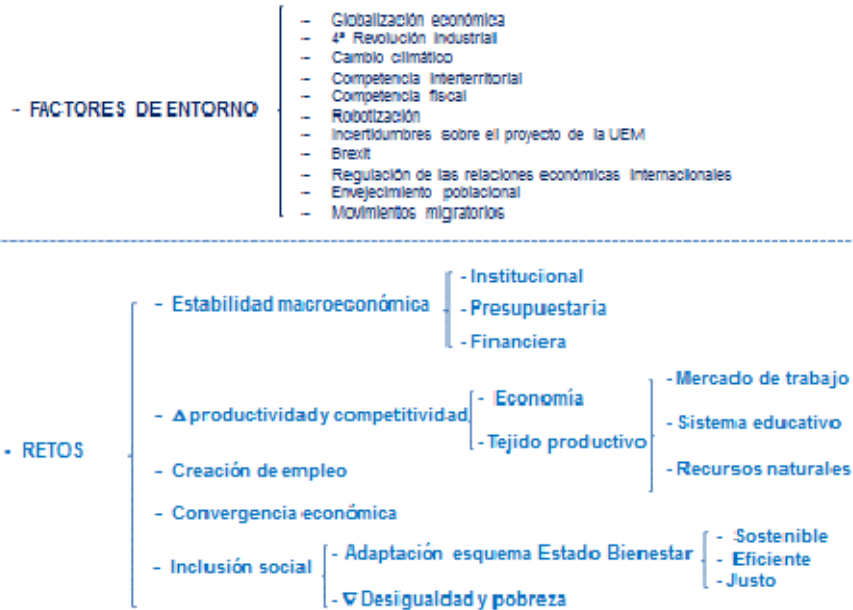 - Globalización económica
- 4ª Revolución Industrial
- Cambio climático
- Competencia interterritorial
- Competencia fiscal
- FACTORES DE ENTORNO
- Robotización
- Incertidumbres sobre el proyecto de la UEM
- Brexit
- Regulación de las relaciones económicas internacionales
- Envejecimiento poblacional
- Movimientos migratorios
- RETOS
- Estabilidad macroeconómica
- Institucional
- Presupuestaria
- Financiera
- Δ productividad y competitividad
- Economía
- Tejido productivo
- Mercado de trabajo
- Sistema educativo
- Recursos naturales
- Creación de empleo
- Convergencia económica
- Inclusión social
- Adaptación esquema Estado Bienestar
- Sostenible
- Eficiente
- Justo
- ∇ Desigualdad y pobreza